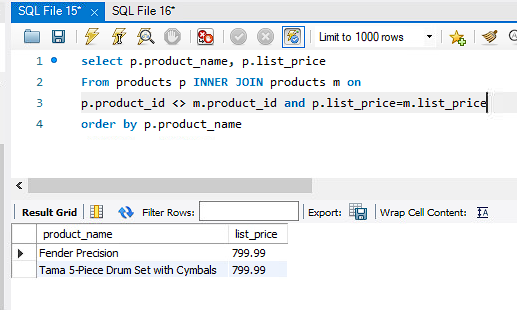 SQL File 15* SQL File 16*
Limit to 1000 rows
1 select p.product_name, p.list_price
2 From products p INNER JOIN products m on
3 p.product_id <> m.product_id and p.list_price=m.list_price
4 order by p.product_name
Result Grid Filter Rows: Export: Wrap Cell Content:
product_name list_price
Fender Precision 799.99
Tama 5-Piece Drum Set with Cymbals 799.99